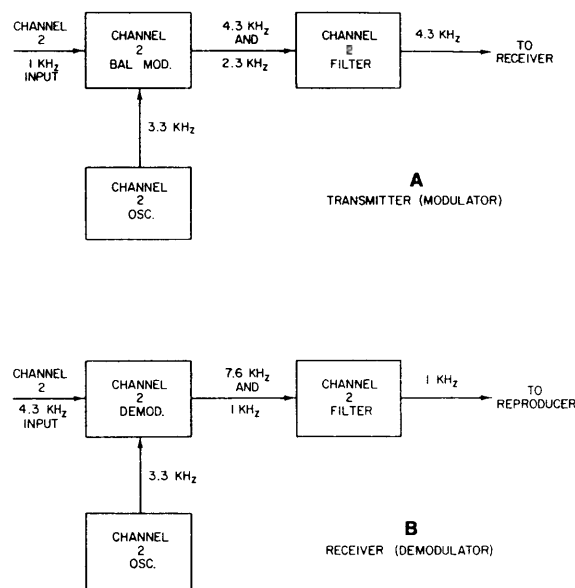 CHANNEL
2
1 KHz
INPUT
CHANNEL
2
BAL MOD.
4.3 KHz
AND
2.3 KHz
CHANNEL
2
FILTER
4.3 KHz
TO
RECEIVER
3.3 KHz
CHANNEL
2
OSC.
A
TRANSMITTER (MODULATOR)
CHANNEL
2
4.3 KHz
INPUT
CHANNEL
2
DEMOD.
7.6 KHz
AND
1 KHz
CHANNEL
2
FILTER
1 KHz
TO
REPRODUCER
3.3 KHz
CHANNEL
2
OSC.
B
RECEIVER (DEMODULATOR)